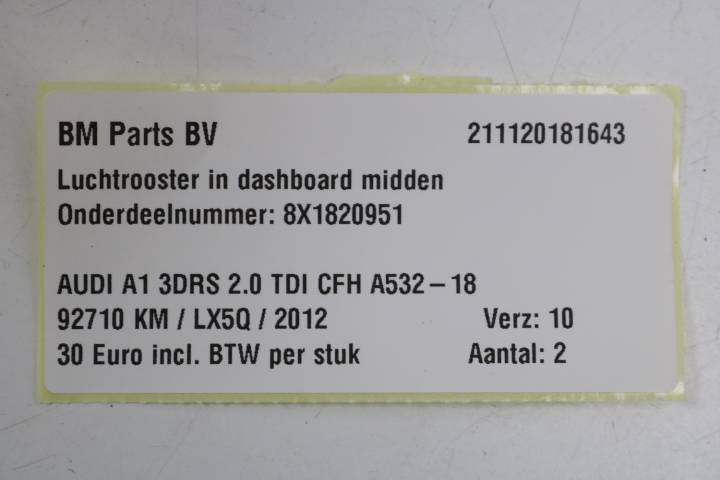 BM Parts BV 211120181643
Luchtrooster in dashboard midden
Onderdeelnummer: 8X1820951
AUDI A1 3DRS 2.0 TDI CFH A532-18
92710 KM / LX5Q / 2012 Verz: 10
30 Euro incl. BTW per stuk Aantal: 2